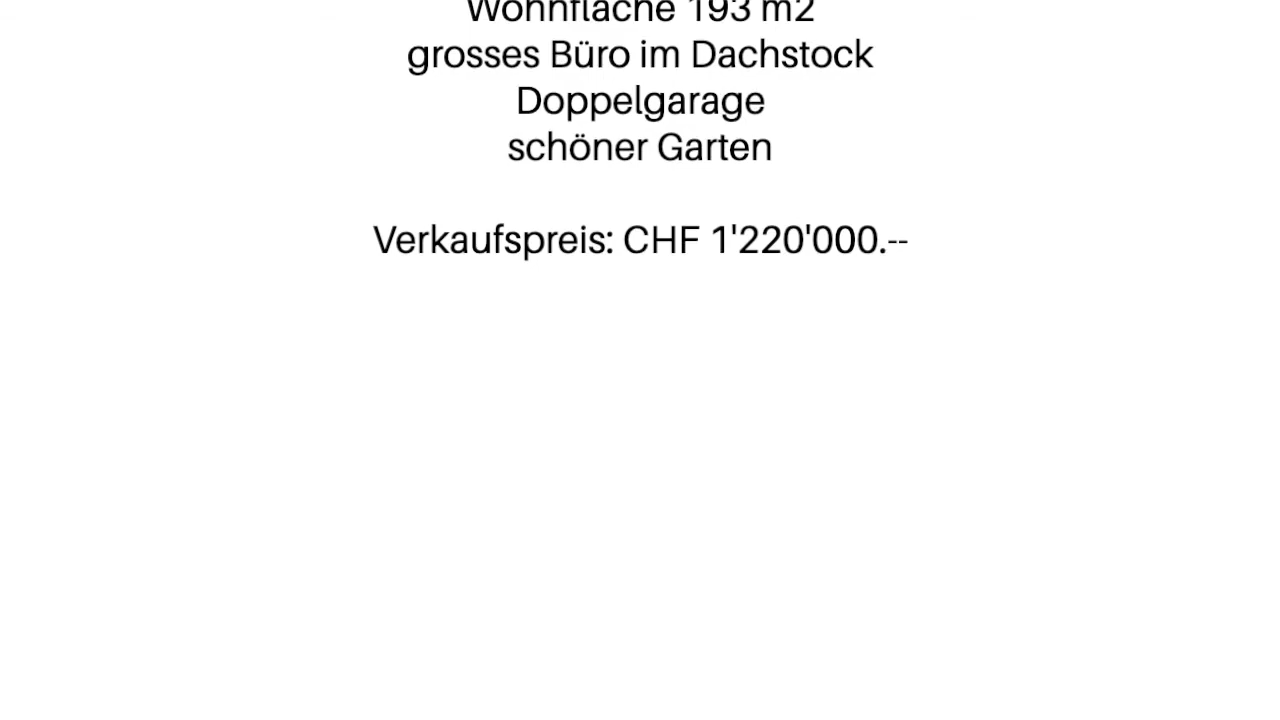 Wohnfläche 193 m2
grosses Büro im Dachstock
Doppelgarage
schöner Garten
Verkaufspreis: CHF 1'220'000.--